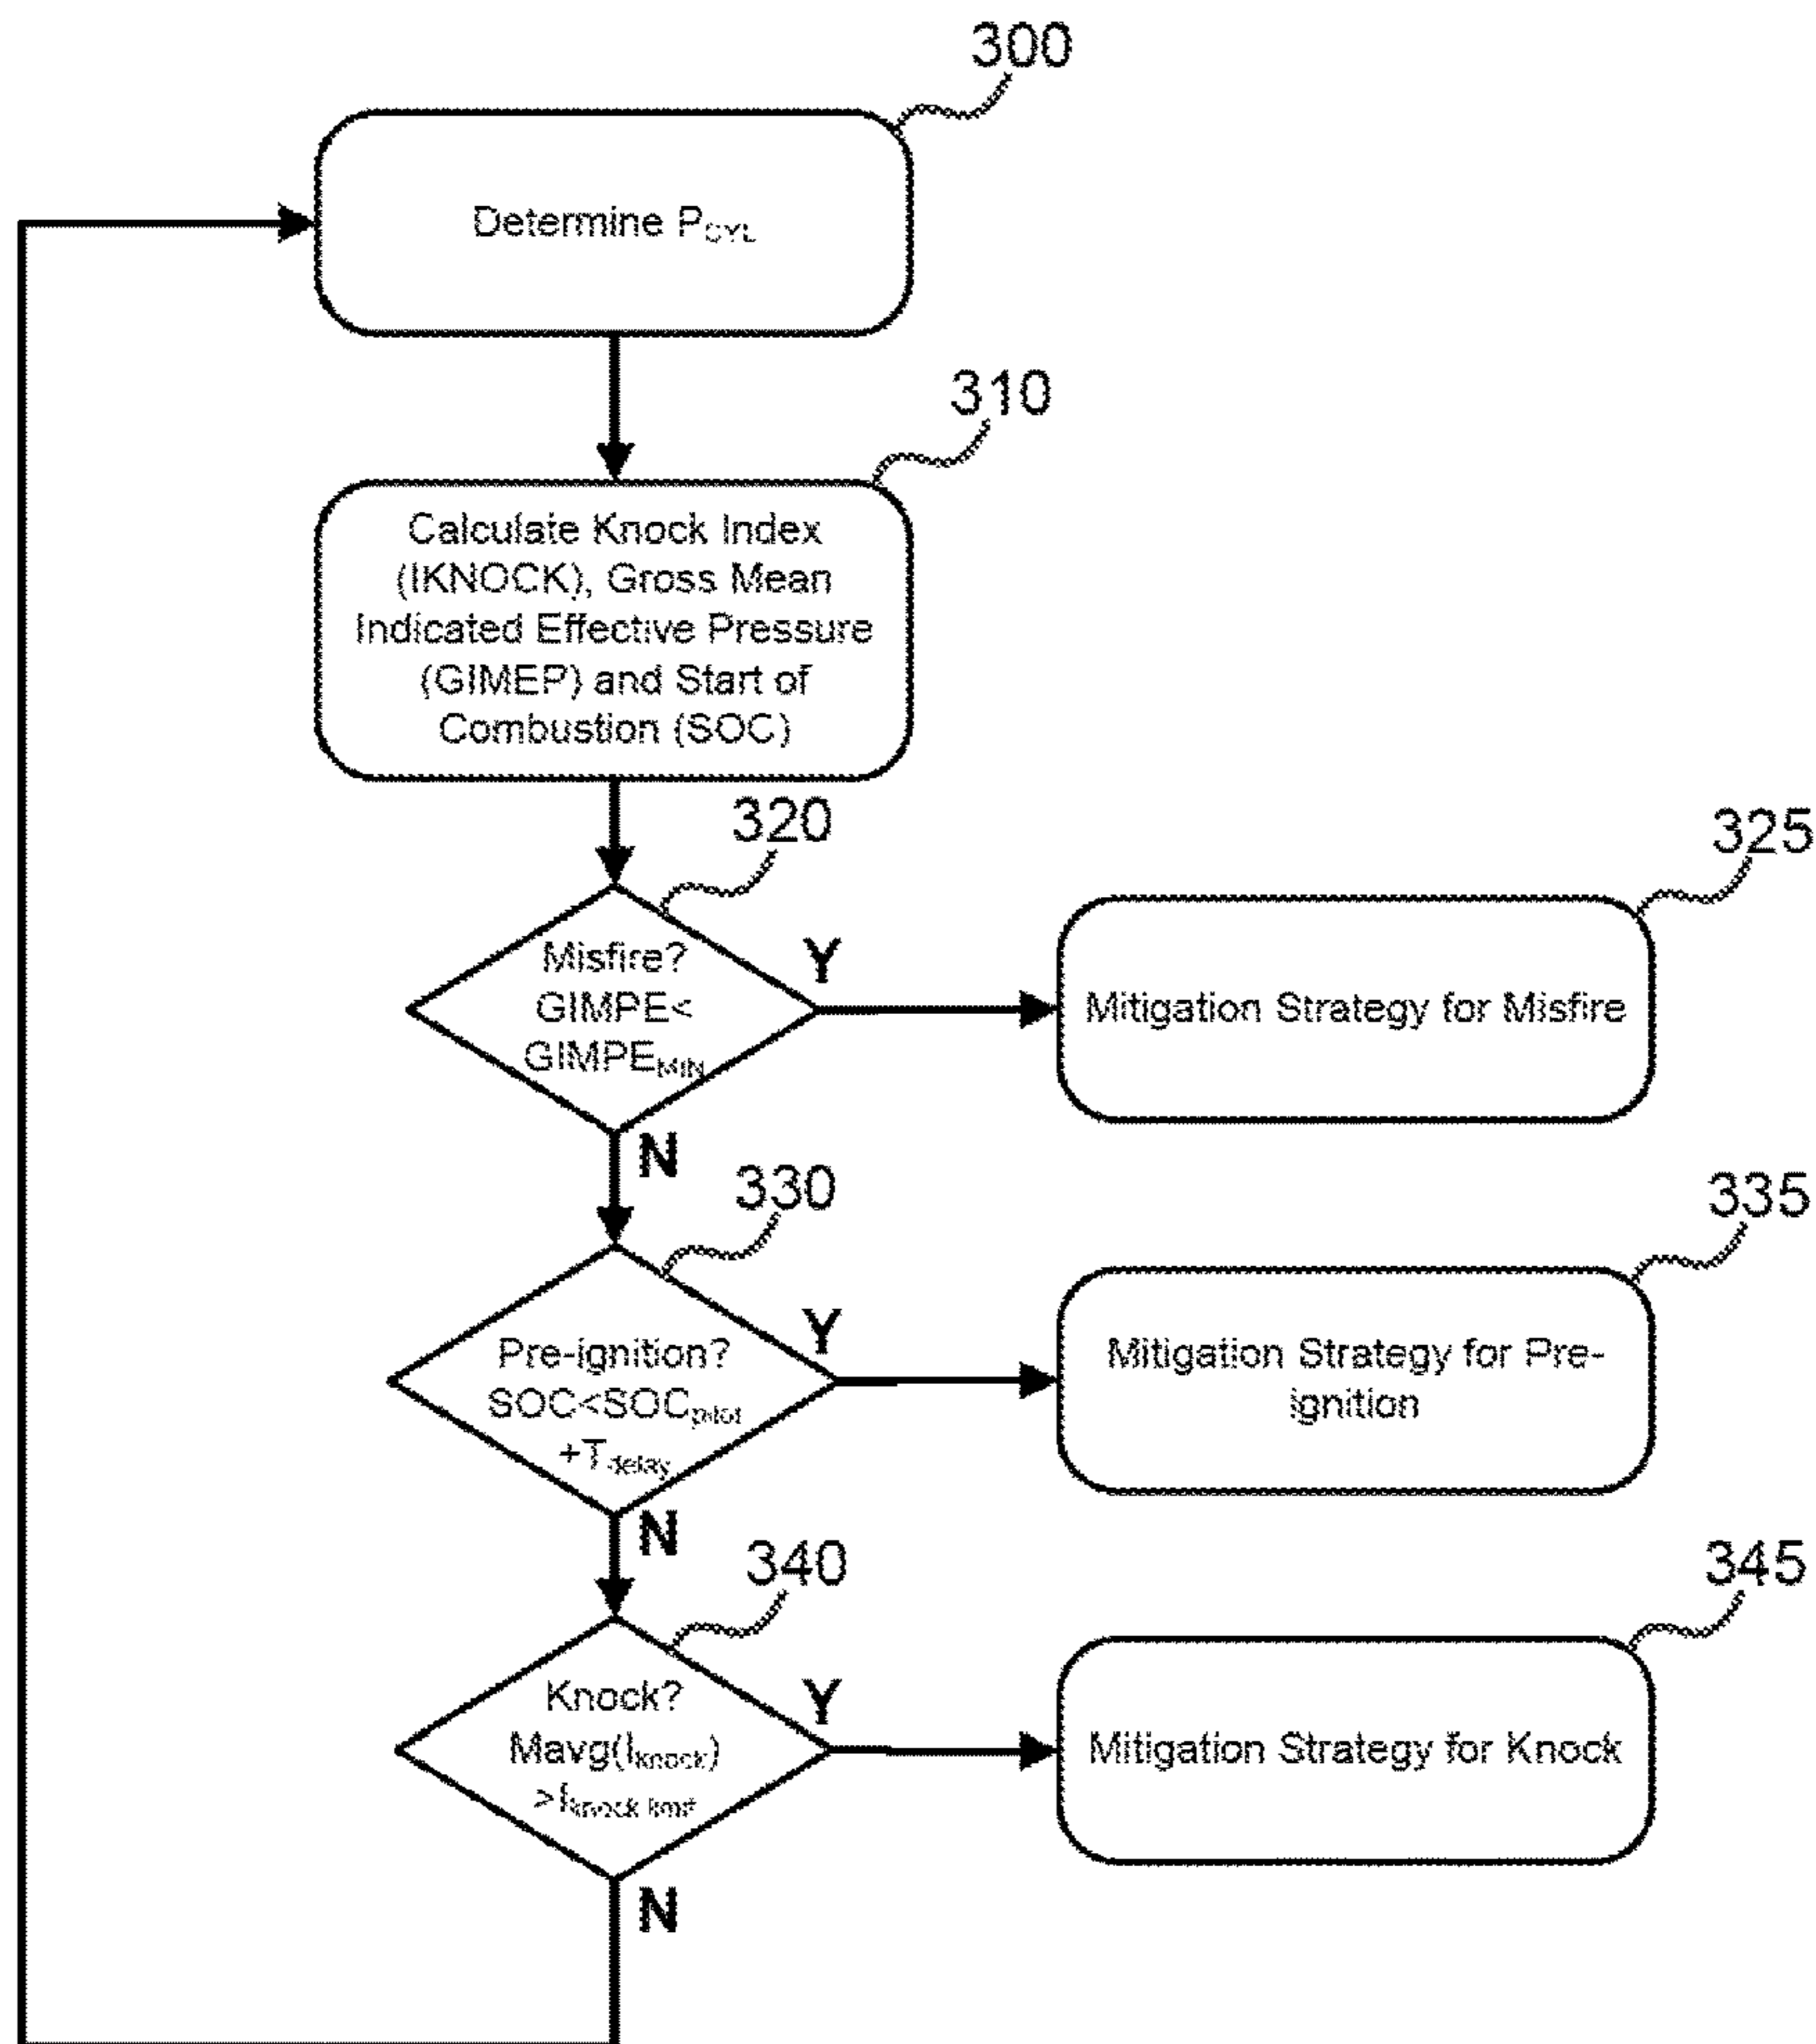 300
Determine PCYL
310
Calculate Knock Index
(IKNOCK), Gross Mean
Indicated Effective Pressure
(GIMEP) and Start of
Combustion (SOC)
320
325
Misfire?
GIMPE<
GIMPEMIN
Y
Mitigation Strategy for Misfire
N
330
335
Pre-ignition?
SOC<SOCpilot
+Tdelay
Y
Mitigation Strategy for Pre-
ignition
N
340
345
Knock?
Mavg(Iknock)
>Iknock limit
Y
Mitigation Strategy for Knock
N